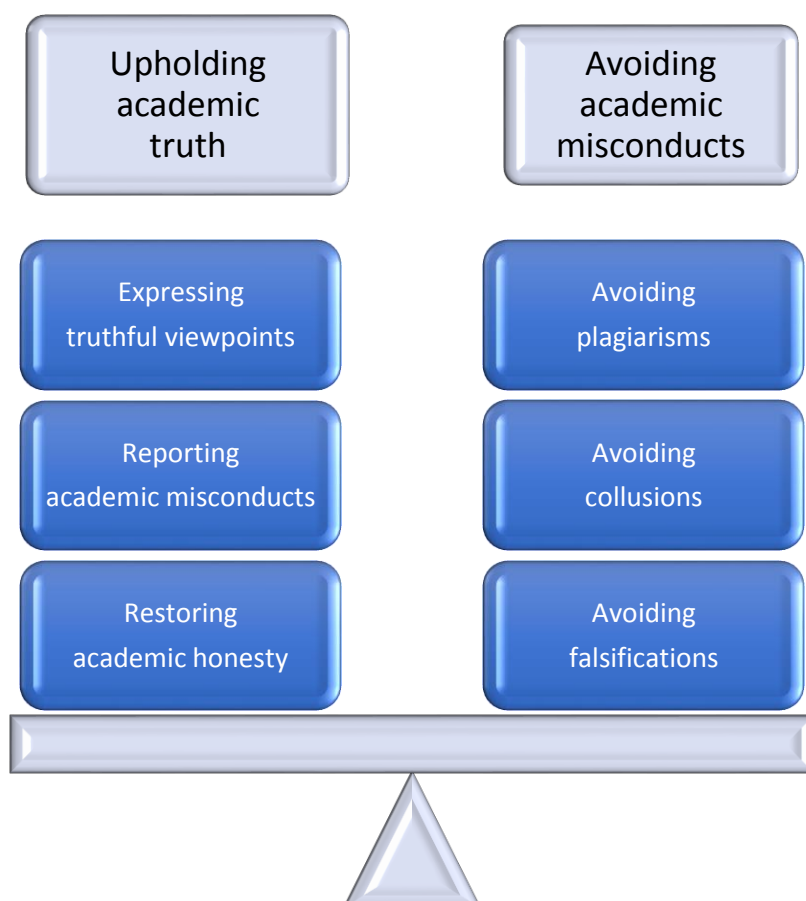 Upholding
academic
truth
Avoiding
academic
misconducts
Expressing
truthful viewpoints
Avoiding
plagiarisms
Reporting
academic misconducts
Avoiding
collusions
Restoring
academic honesty
Avoiding
falsifications